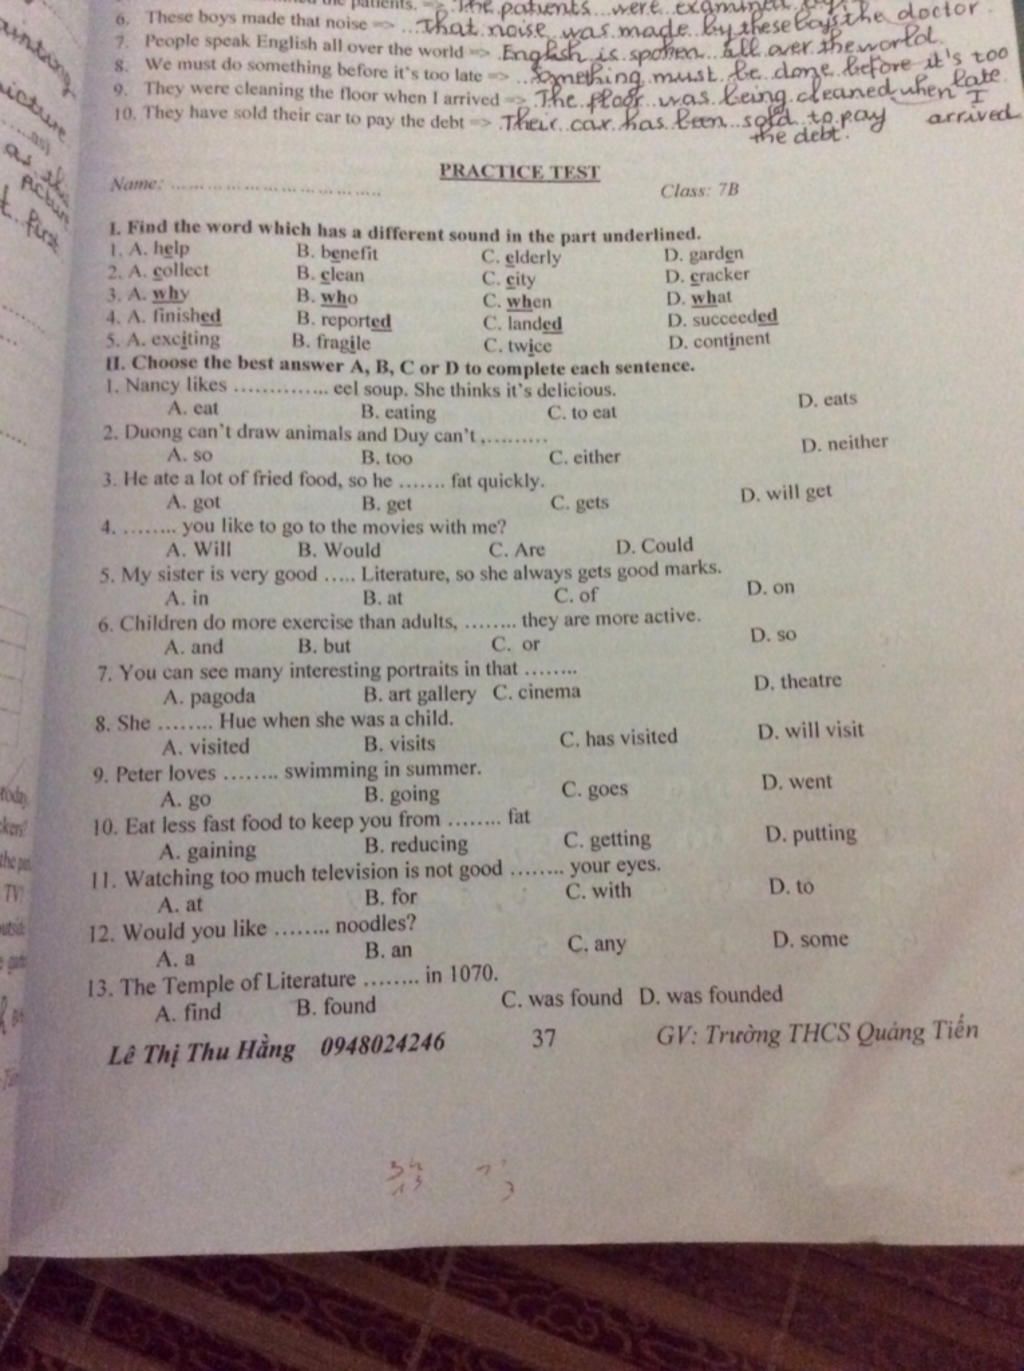 patients. => The patients were examined by
6. These boys made that noise => That noise was made by these boys the doctor
7. People speak English all over the world => English is spoken all over the world.
8. We must do something before it's too late => Something must be done before it's too late
9. They were cleaning the floor when I arrived => The floor was being cleaned when I arrived
10. They have sold their car to pay the debt => Their car has been sold to pay the debt.
PRACTICE TEST
Name: ........................................ Class: 7B
I. Find the word which has a different sound in the part underlined.
1. A. help B. benefit C. elderly D. garden
2. A. collect B. clean C. city D. cracker
3. A. why B. who C. when D. what
4. A. finished B. reported C. landed D. succeeded
5. A. exciting B. fragile C. twice D. continent
II. Choose the best answer A, B, C or D to complete each sentence.
1. Nancy likes .............. eel soup. She thinks it's delicious.
A. eat B. eating C. to eat D. eats
2. Duong can't draw animals and Duy can't ,.........
A. so B. too C. either D. neither
3. He ate a lot of fried food, so he ....... fat quickly.
A. got B. get C. gets D. will get
4. ........ you like to go to the movies with me?
A. Will B. Would C. Are D. Could
5. My sister is very good ..... Literature, so she always gets good marks.
A. in B. at C. of D. on
6. Children do more exercise than adults, ........ they are more active.
A. and B. but C. or D. so
7. You can see many interesting portraits in that ........
A. pagoda B. art gallery C. cinema D. theatre
8. She ........ Hue when she was a child.
A. visited B. visits C. has visited D. will visit
9. Peter loves ........ swimming in summer.
A. go B. going C. goes D. went
10. Eat less fast food to keep you from ........ fat
A. gaining B. reducing C. getting D. putting
11. Watching too much television is not good ........ your eyes.
A. at B. for C. with D. to
12. Would you like ........ noodles?
A. a B. an C. any D. some
13. The Temple of Literature ........ in 1070.
A. find B. found C. was found D. was founded
Lê Thị Thu Hằng 0948024246 37 GV: Trường THCS Quảng Tiến